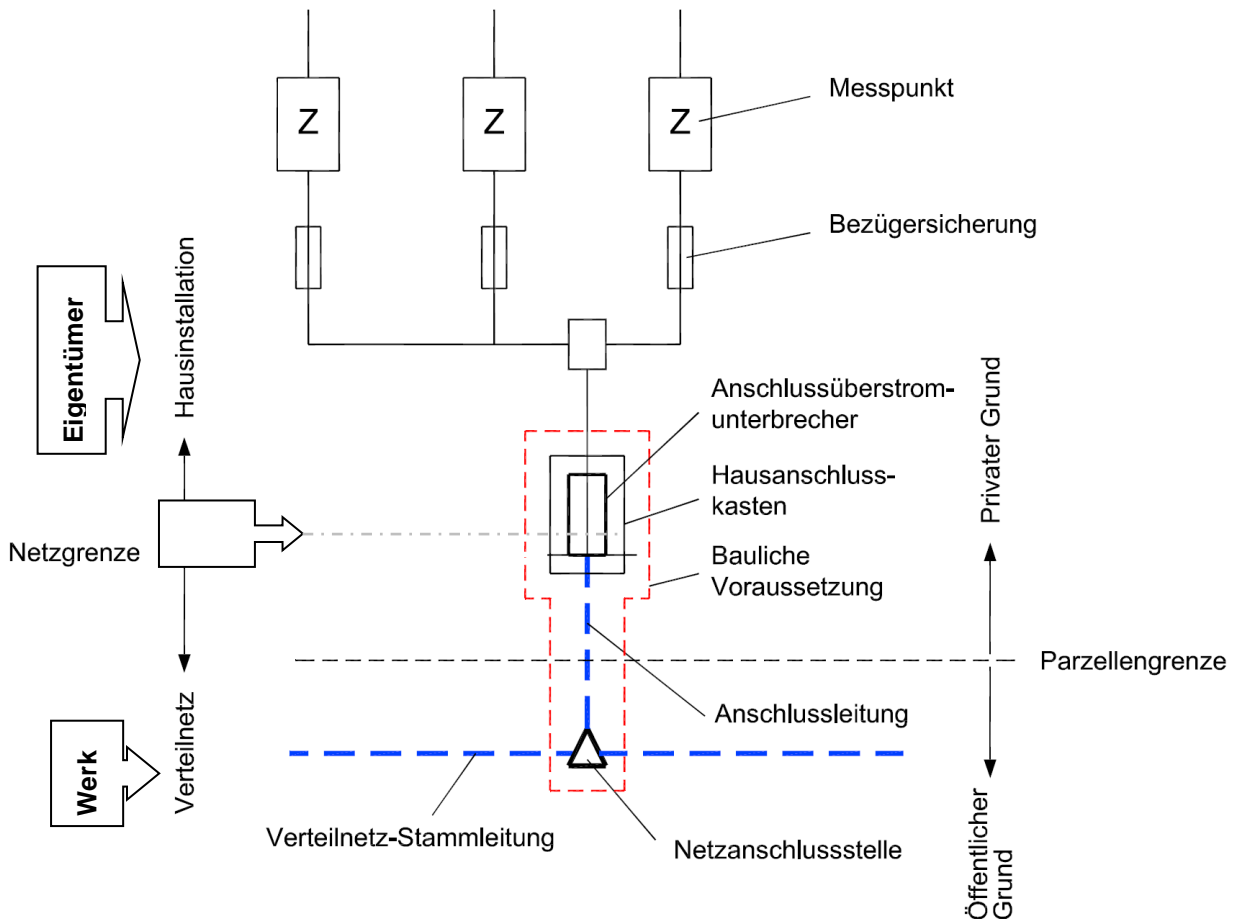 Z
Z
Z
Messpunkt
Bezügersicherung
Eigentümer
Hausinstallation
Anschlussüberstrom-
unterbrecher
Hausanschluss-
kasten
Privater Grund
Netzgrenze
Bauliche
Voraussetzung
Parzellengrenze
Anschlussleitung
Werk
Verteilnetz
Verteilnetz-Stammleitung
Netzanschlussstelle
Öffentlicher
Grund